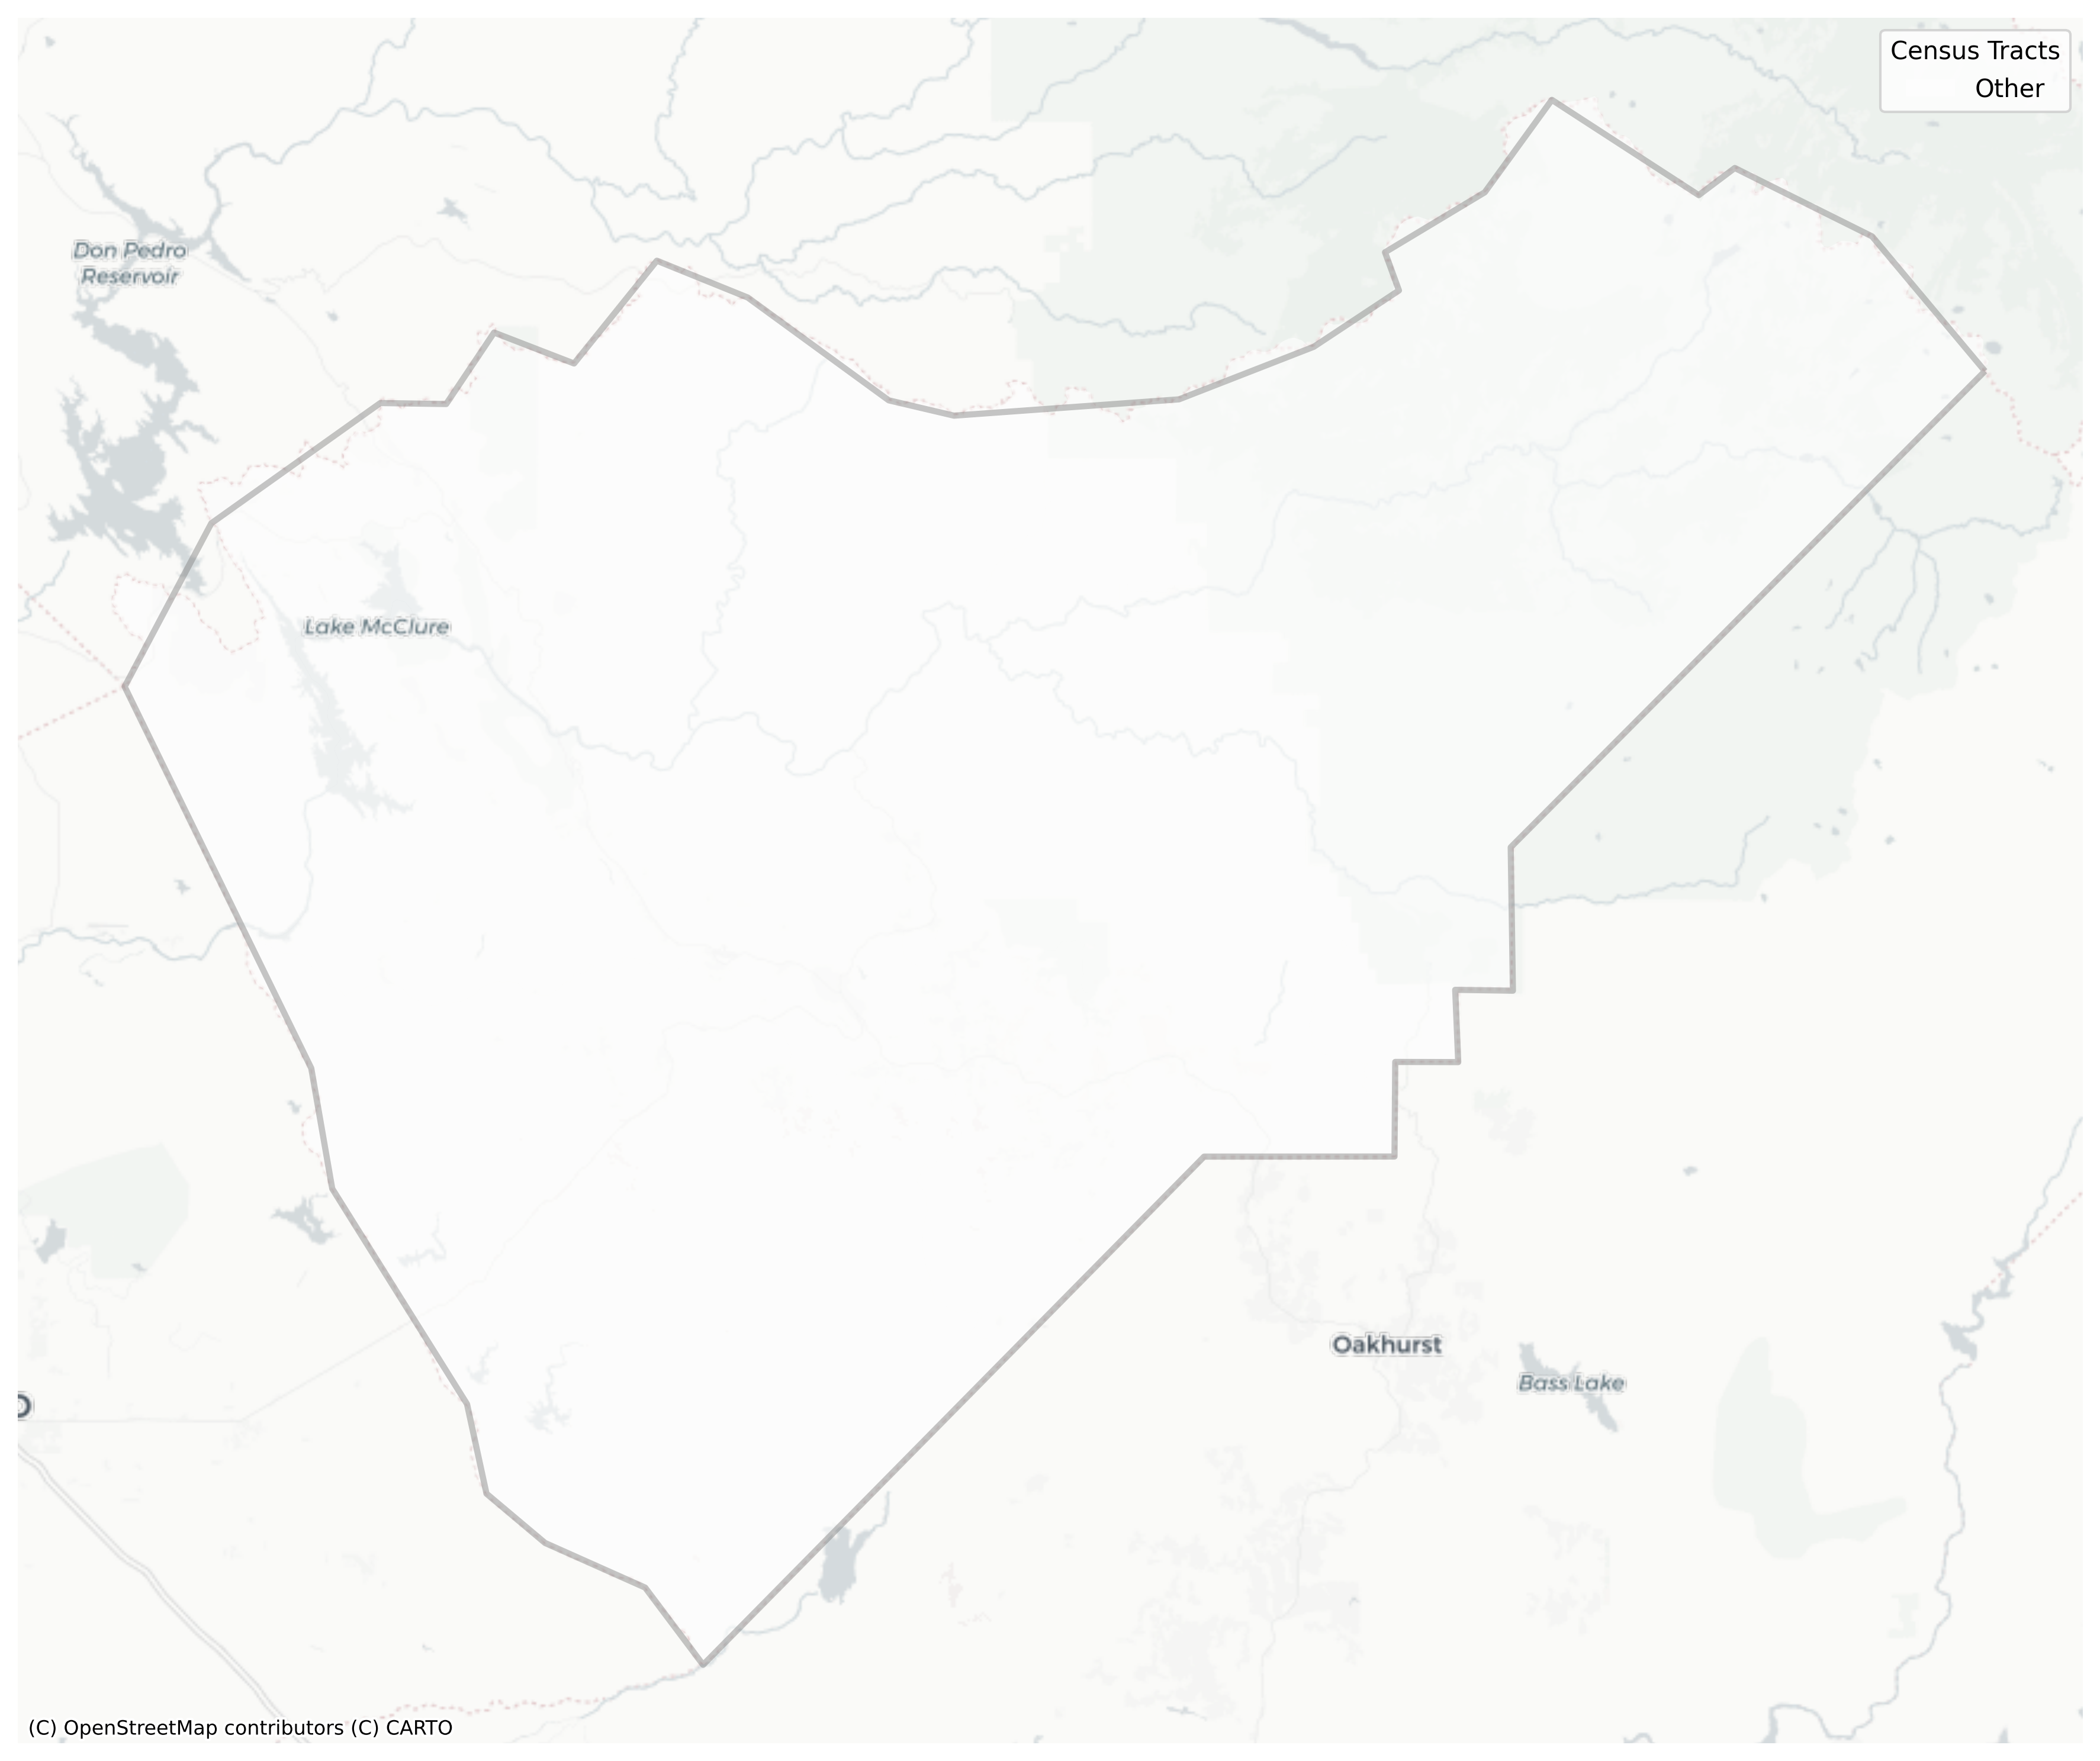 Census Tracts
Other
Don Pedro
Reservoir
Lake McClure
Oakhurst
Bass Lake
(C) OpenStreetMap contributors (C) CARTO